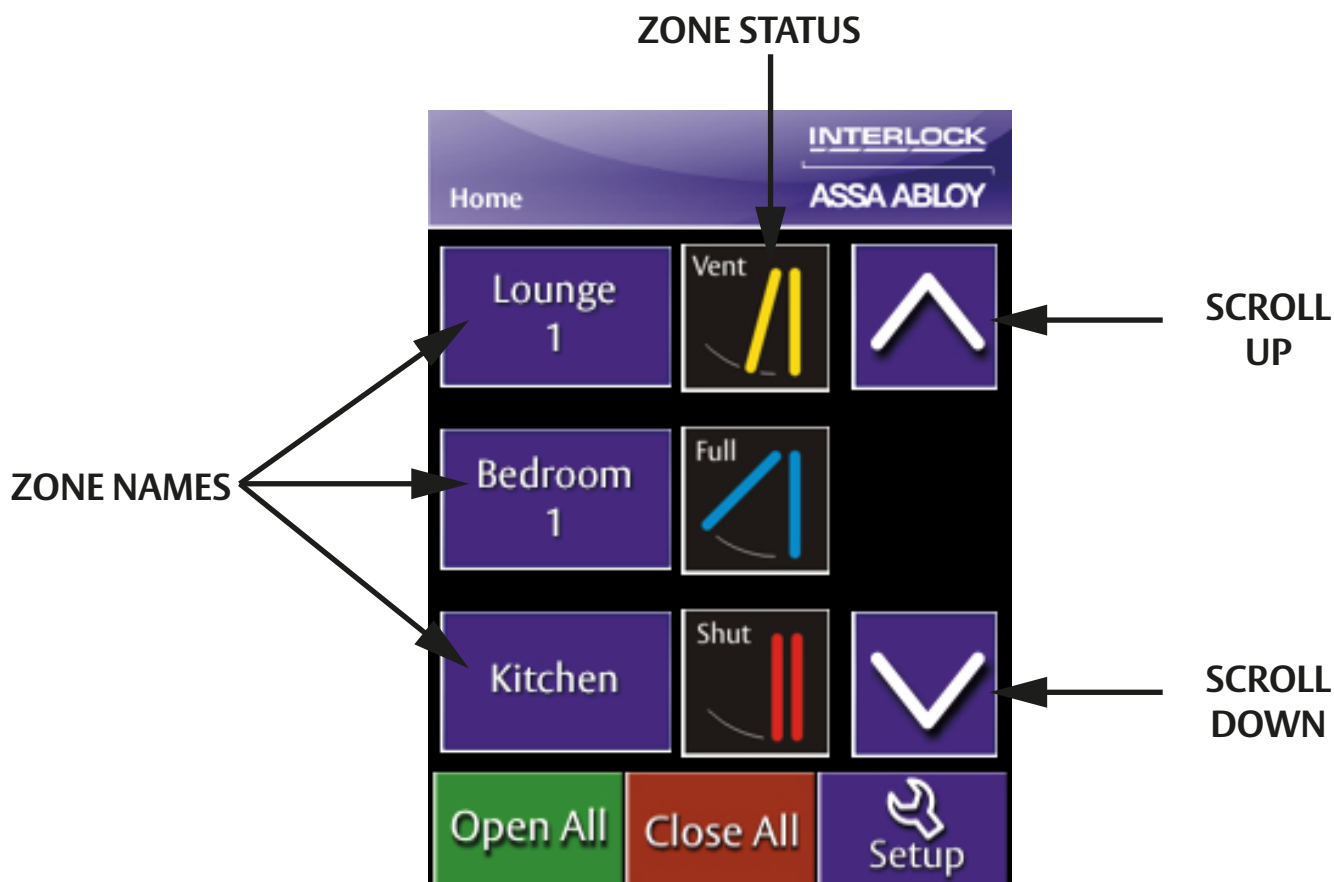 ZONE STATUS
INTERLOCK
ASSA ABLOY
Home
Lounge
1
Vent
SCROLL
UP
ZONE NAMES
Bedroom
1
Full
Kitchen
Shut
SCROLL
DOWN
Open All
Close All
Setup